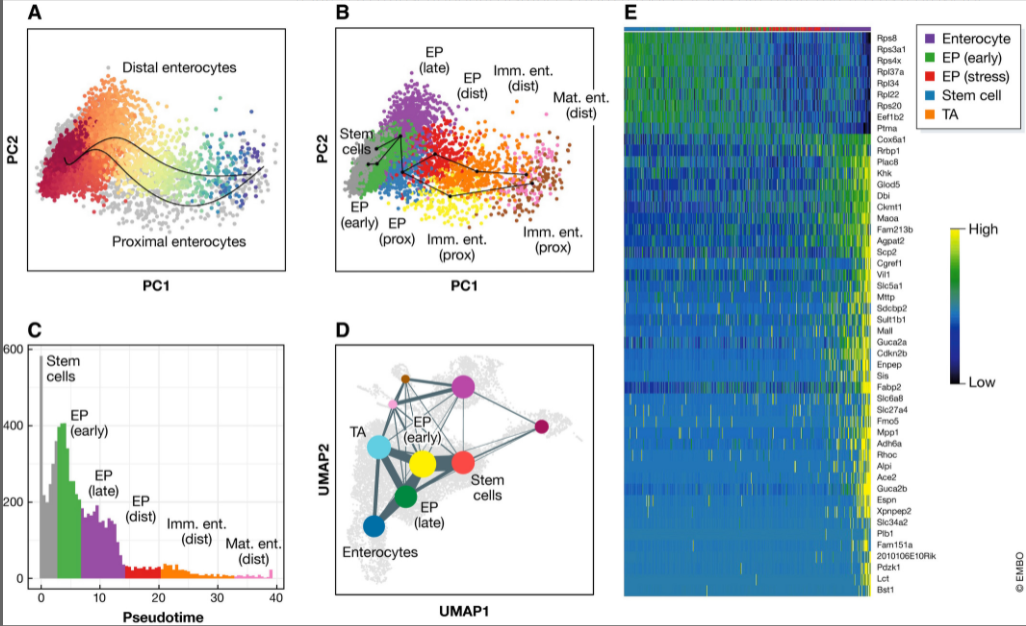 A
Distal enterocytes
Proximal enterocytes
PC2
PC1
B
EP
(late)
EP
(dist)
Imm. ent.
(dist)
Mat. ent.
(dist)
Stem
cells
EP
(early)
EP
(prox)
Imm. ent.
(prox)
Imm. ent.
(prox)
PC2
PC1
C
600
400
200
0
Stem
cells
EP
(early)
EP
(late)
EP
(dist)
Imm. ent.
(dist)
Mat. ent.
(dist)
0 10 20 30 40
Pseudotime
D
TA
EP
(early)
Stem
cells
EP
(late)
Enterocytes
UMAP2
UMAP1
E
Rps8
Rps3a1
Rps4x
Rpl37a
Rpl34
Rpl22
Rps20
Eef1b2
Ptma
Cox6a1
Rrbp1
Plac8
Khk
Glod5
Dbi
Ckmt1
Maoa
Fam213b
Agpat2
Scp2
Cgref1
Vil1
Slc5a1
Mttp
Sdcbp2
Sult1b1
Mall
Guca2a
Cdkn2b
Enpep
Sis
Fabp2
Slc6a8
Slc27a4
Fmo5
Mpp1
Adh6a
Rhoc
Alpi
Ace2
Guca2b
Espn
Xpnpep2
Slc34a2
Plb1
Fam151a
2010106E10Rik
Pdzk1
Lct
Bst1
Enterocyte
EP (early)
EP (stress)
Stem cell
TA
High
Low
© EMBO